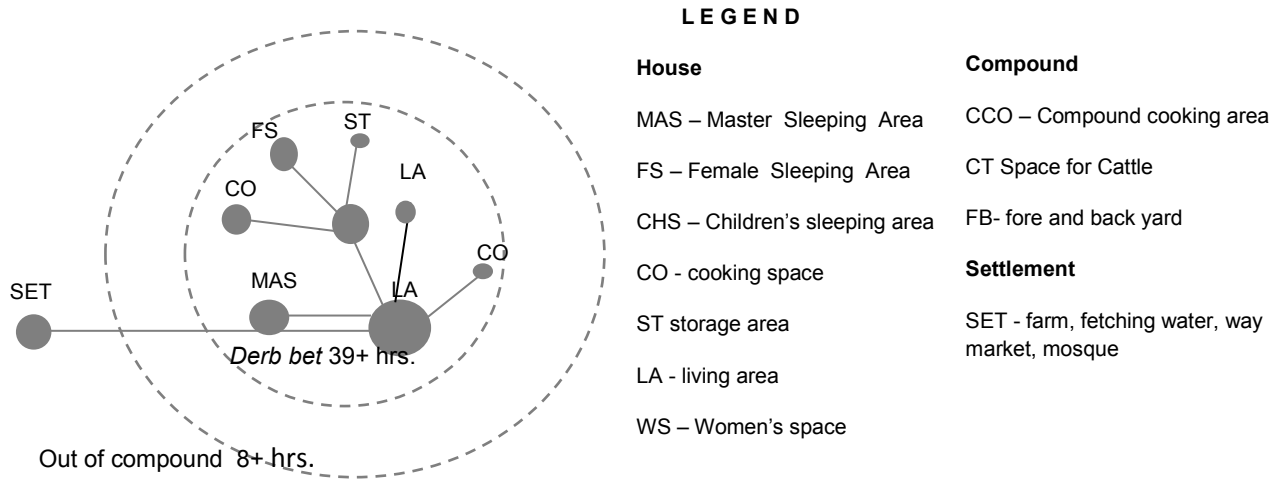 FS
ST
LA
CO
CO
MAS
LA
SET
Derb bet 39+ hrs.
Out of compound 8+ hrs.
L E G E N D
House
MAS – Master Sleeping Area
FS – Female Sleeping Area
CHS – Children's sleeping area
CO - cooking space
ST storage area
LA - living area
WS – Women's space
Compound
CCO – Compound cooking area
CT Space for Cattle
FB- fore and back yard
Settlement
SET - farm, fetching water, way
market, mosque